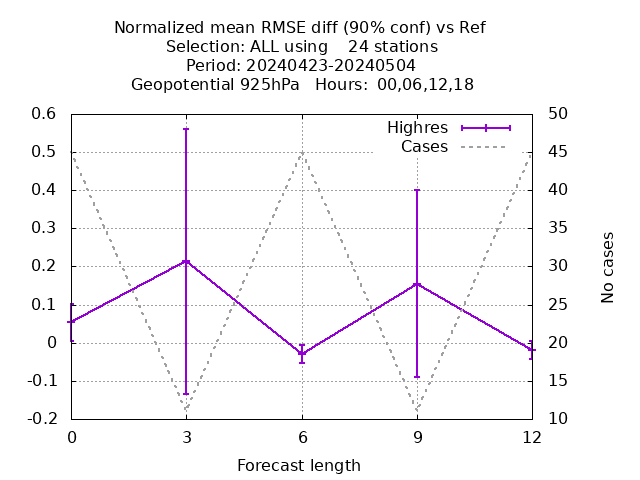 Normalized mean RMSE diff (90% conf) vs Ref
Selection: ALL using    24 stations
Period: 20240423-20240504
Geopotential 925hPa   Hours:  00,06,12,18
Highres
Cases
0.6
0.5
0.4
0.3
0.2
0.1
0
-0.1
-0.2
50
45
40
35
30
25
20
15
10
No cases
0 3 6 9 12
Forecast length